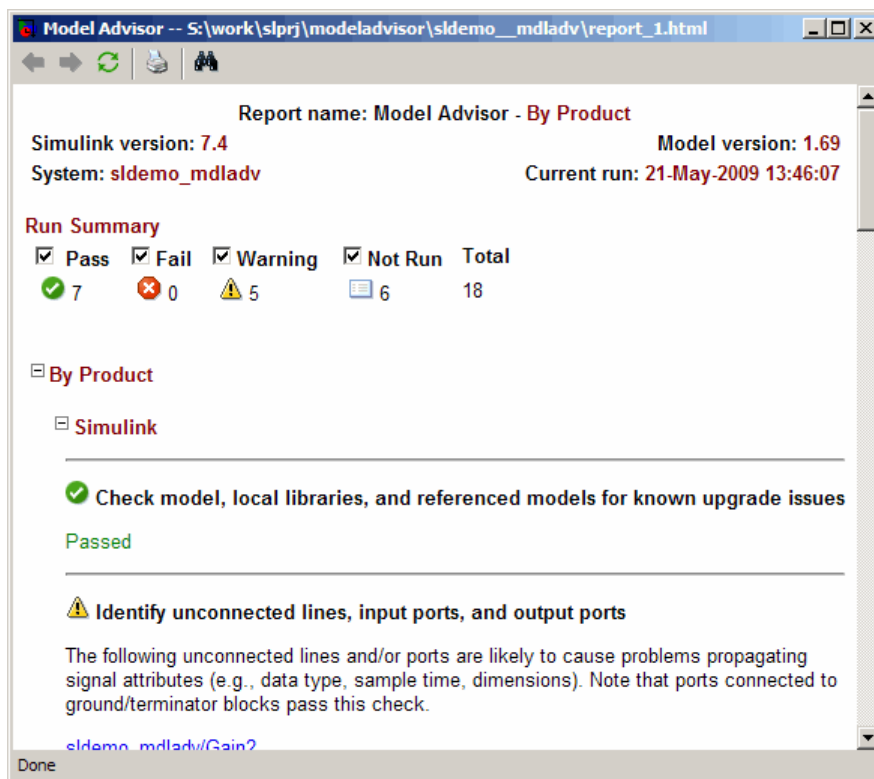 Model Advisor -- S:\work\slprj\modeladvisor\sldemo__mdladv\report_1.html
Report name: Model Advisor - By Product
Simulink version: 7.4 Model version: 1.69
System: sldemo_mdladv Current run: 21-May-2009 13:46:07
Run Summary
Pass Fail Warning Not Run Total
7 0 5 6 18
By Product
Simulink
Check model, local libraries, and referenced models for known upgrade issues
Passed
Identify unconnected lines, input ports, and output ports
The following unconnected lines and/or ports are likely to cause problems propagating
signal attributes (e.g., data type, sample time, dimensions). Note that ports connected to
ground/terminator blocks pass this check.
sldemo_mdladv/Gain2
Done